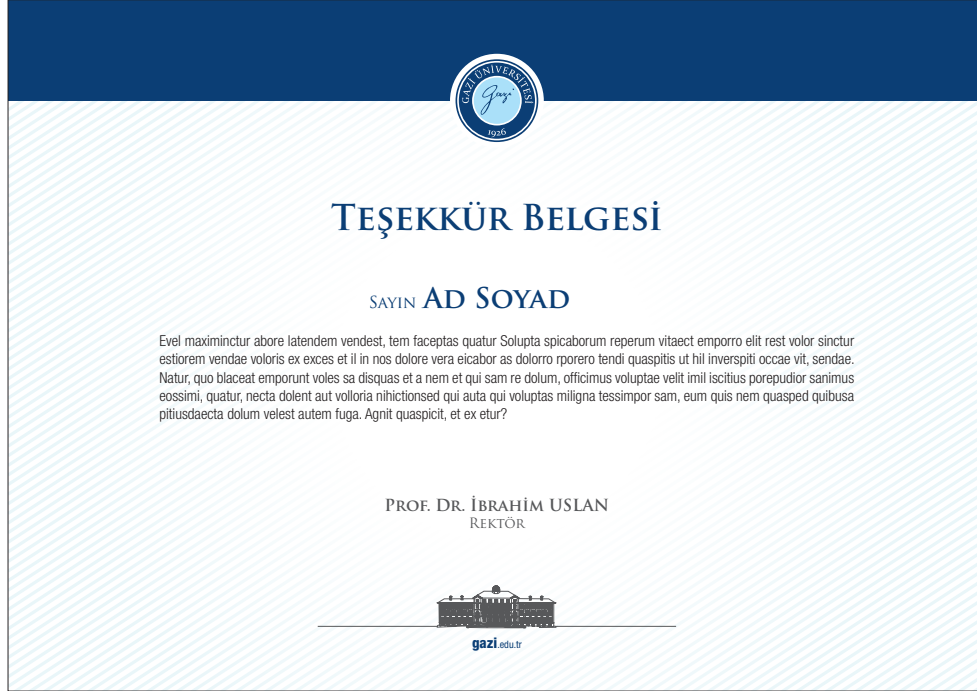 GAZİ ÜNİVERSİTESİ
Gazi
1926
TEŞEKKÜR BELGESİ
SAYIN AD SOYAD
Evel maximinctur abore latendem vendest, tem faceptas quatur Solupta spicaborum reperum vitaect emporro elit rest volor sinctur
estiorem vendae voloris ex exces et il in nos dolore vera eicabor as dolorro rporero tendi quaspitis ut hil inverspiti occae vit, sendae.
Natur, quo blaceat emporunt voles sa disquas et a nem et qui sam re dolum, officimus voluptae velit imil iscitius porepudior sanimus
eossimi, quatur, necta dolent aut volloria nihictionsed qui auta qui voluptas miligna tessimpor sam, eum quis nem quasped quibusa
pitiusdaecta dolum velest autem fuga. Agnit quaspicit, et ex etur?
PROF. DR. İBRAHİM USLAN
REKTÖR
gazi.edu.tr